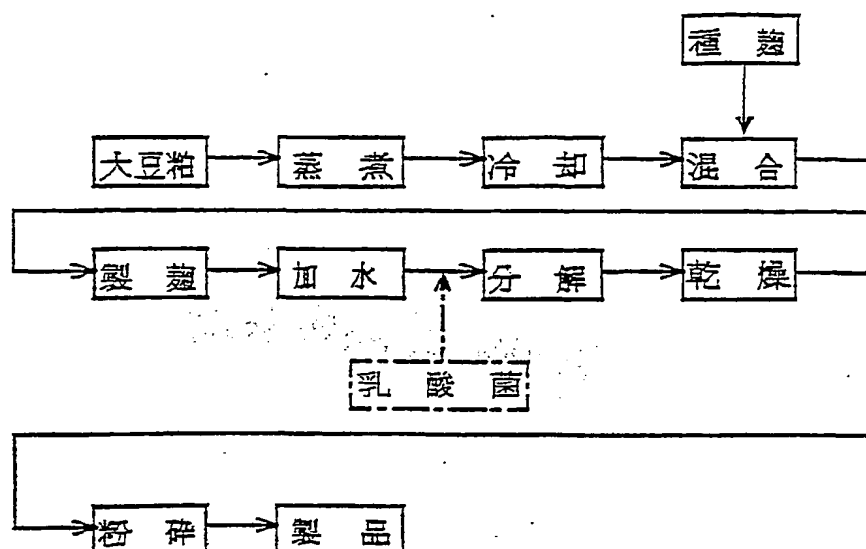 種麹
大豆粕 蒸煮 冷却 混合
製麹 加水 分解 乾燥
乳酸菌
粉砕 製品